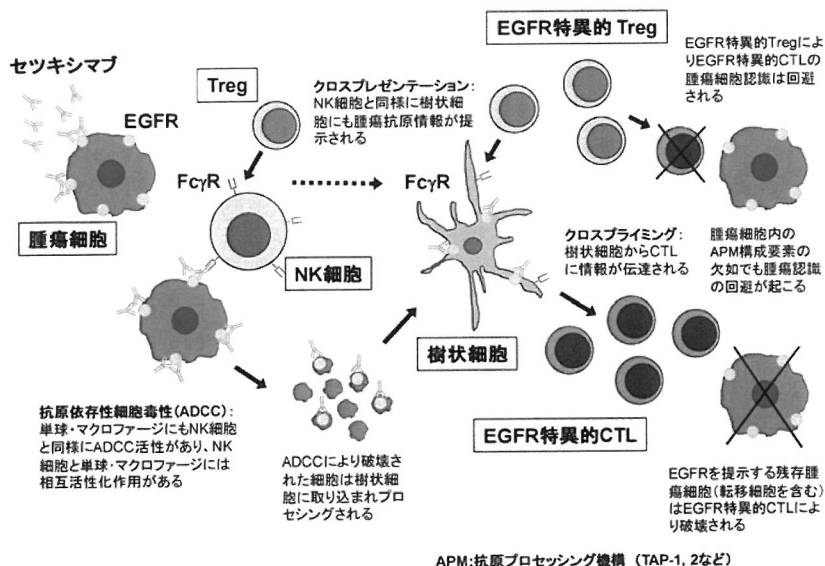 セツキシマブ
EGFR
腫瘍細胞
Treg
クロスプレゼンテーション：
NK細胞と同様に樹状細
胞にも腫瘍抗原情報が提
示される
FcγR
NK細胞
抗原依存性細胞毒性(ADCC)：
単球・マクロファージにもNK細胞
と同様にADCC活性があり、NK
細胞と単球・マクロファージには
相互活性化作用がある
ADCCにより破壊され
た細胞は樹状細
胞に取り込まれプロ
セシングされる
FcγR
樹状細胞
EGFR特異的 Treg
EGFR特異的Tregによ
りEGFR特異的CTLの
腫瘍細胞認識は回避
される
クロスプライミング：
樹状細胞からCTL
に情報が伝達される
腫瘍細胞内の
APM構成要素の
欠如でも腫瘍認識
の回避が起こる
EGFR特異的CTL
EGFRを提示する残存腫
瘍細胞(転移細胞を含む)
はEGFR特異的CTLによ
り破壊される
APM:抗原プロセッシング機構 （TAP-1, 2など）